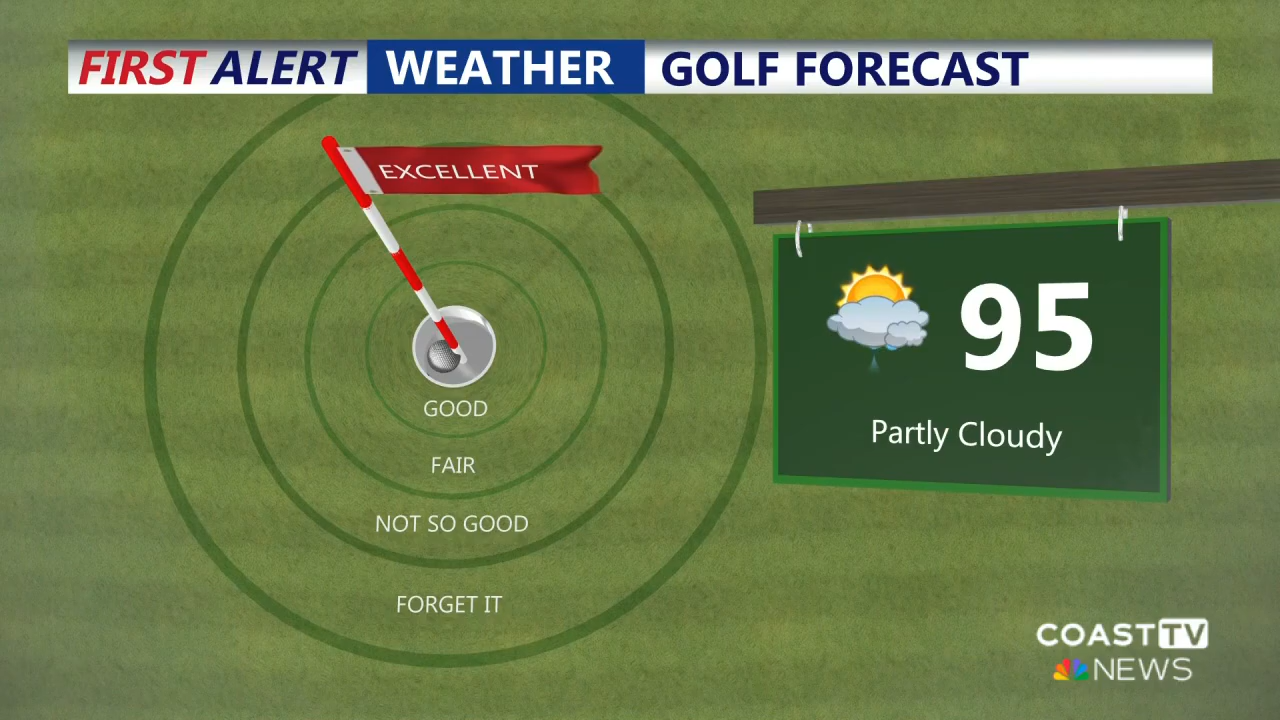 FIRST ALERT WEATHER GOLF FORECAST
EXCELLENT
GOOD
FAIR
NOT SO GOOD
FORGET IT
95
Partly Cloudy
COAST TV
NEWS